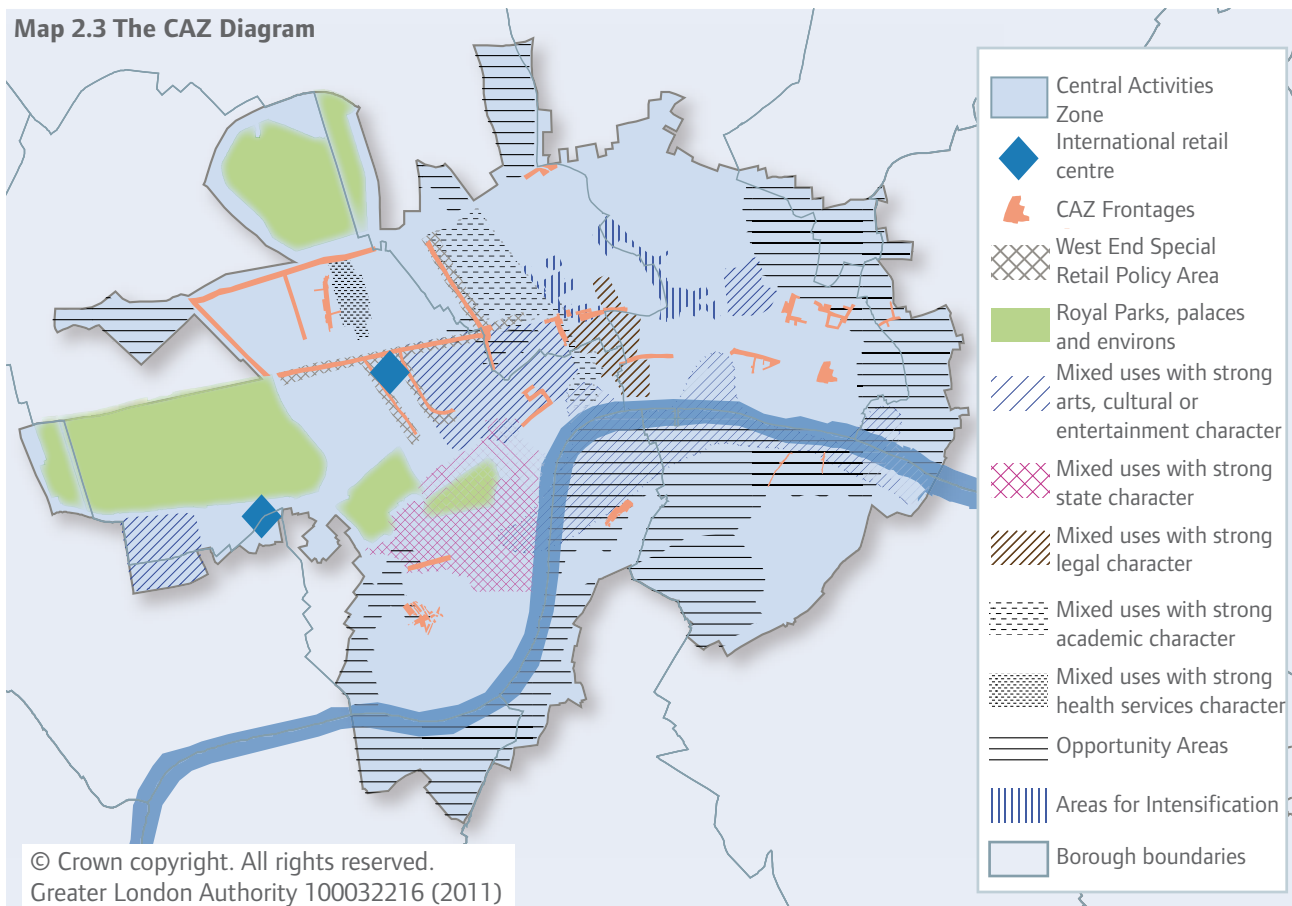 Map 2.3 The CAZ Diagram
Central Activities
Zone
International retail
centre
CAZ Frontages
West End Special
Retail Policy Area
Royal Parks, palaces
and environs
Mixed uses with strong
arts, cultural or
entertainment character
Mixed uses with strong
state character
Mixed uses with strong
legal character
Mixed uses with strong
academic character
Mixed uses with strong
health services character
Opportunity Areas
Areas for Intensification
Borough boundaries
© Crown copyright. All rights reserved.
Greater London Authority 100032216 (2011)